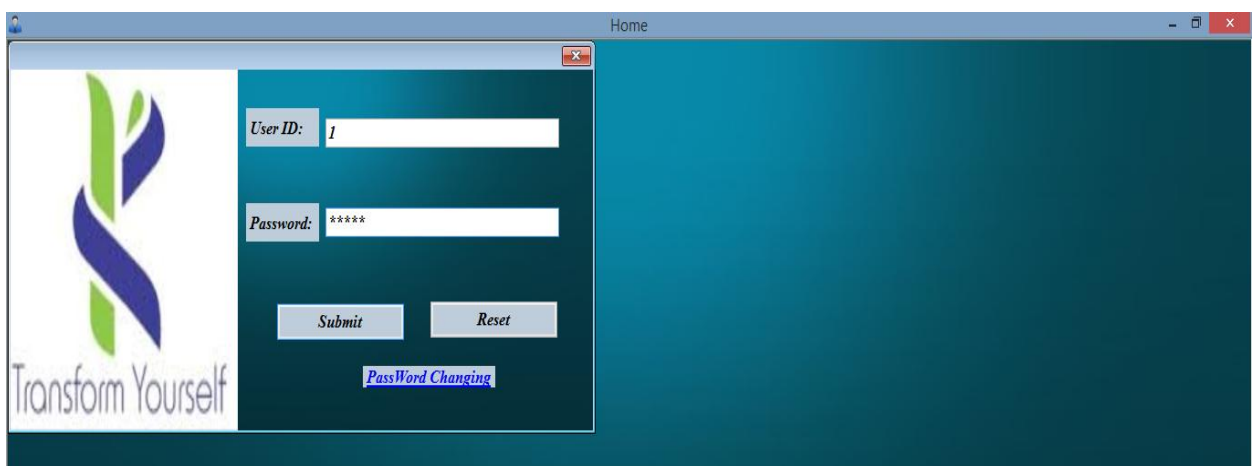 Home
User ID: 1
Password: *****
Submit Reset
PassWord Changing
Transform Yourself